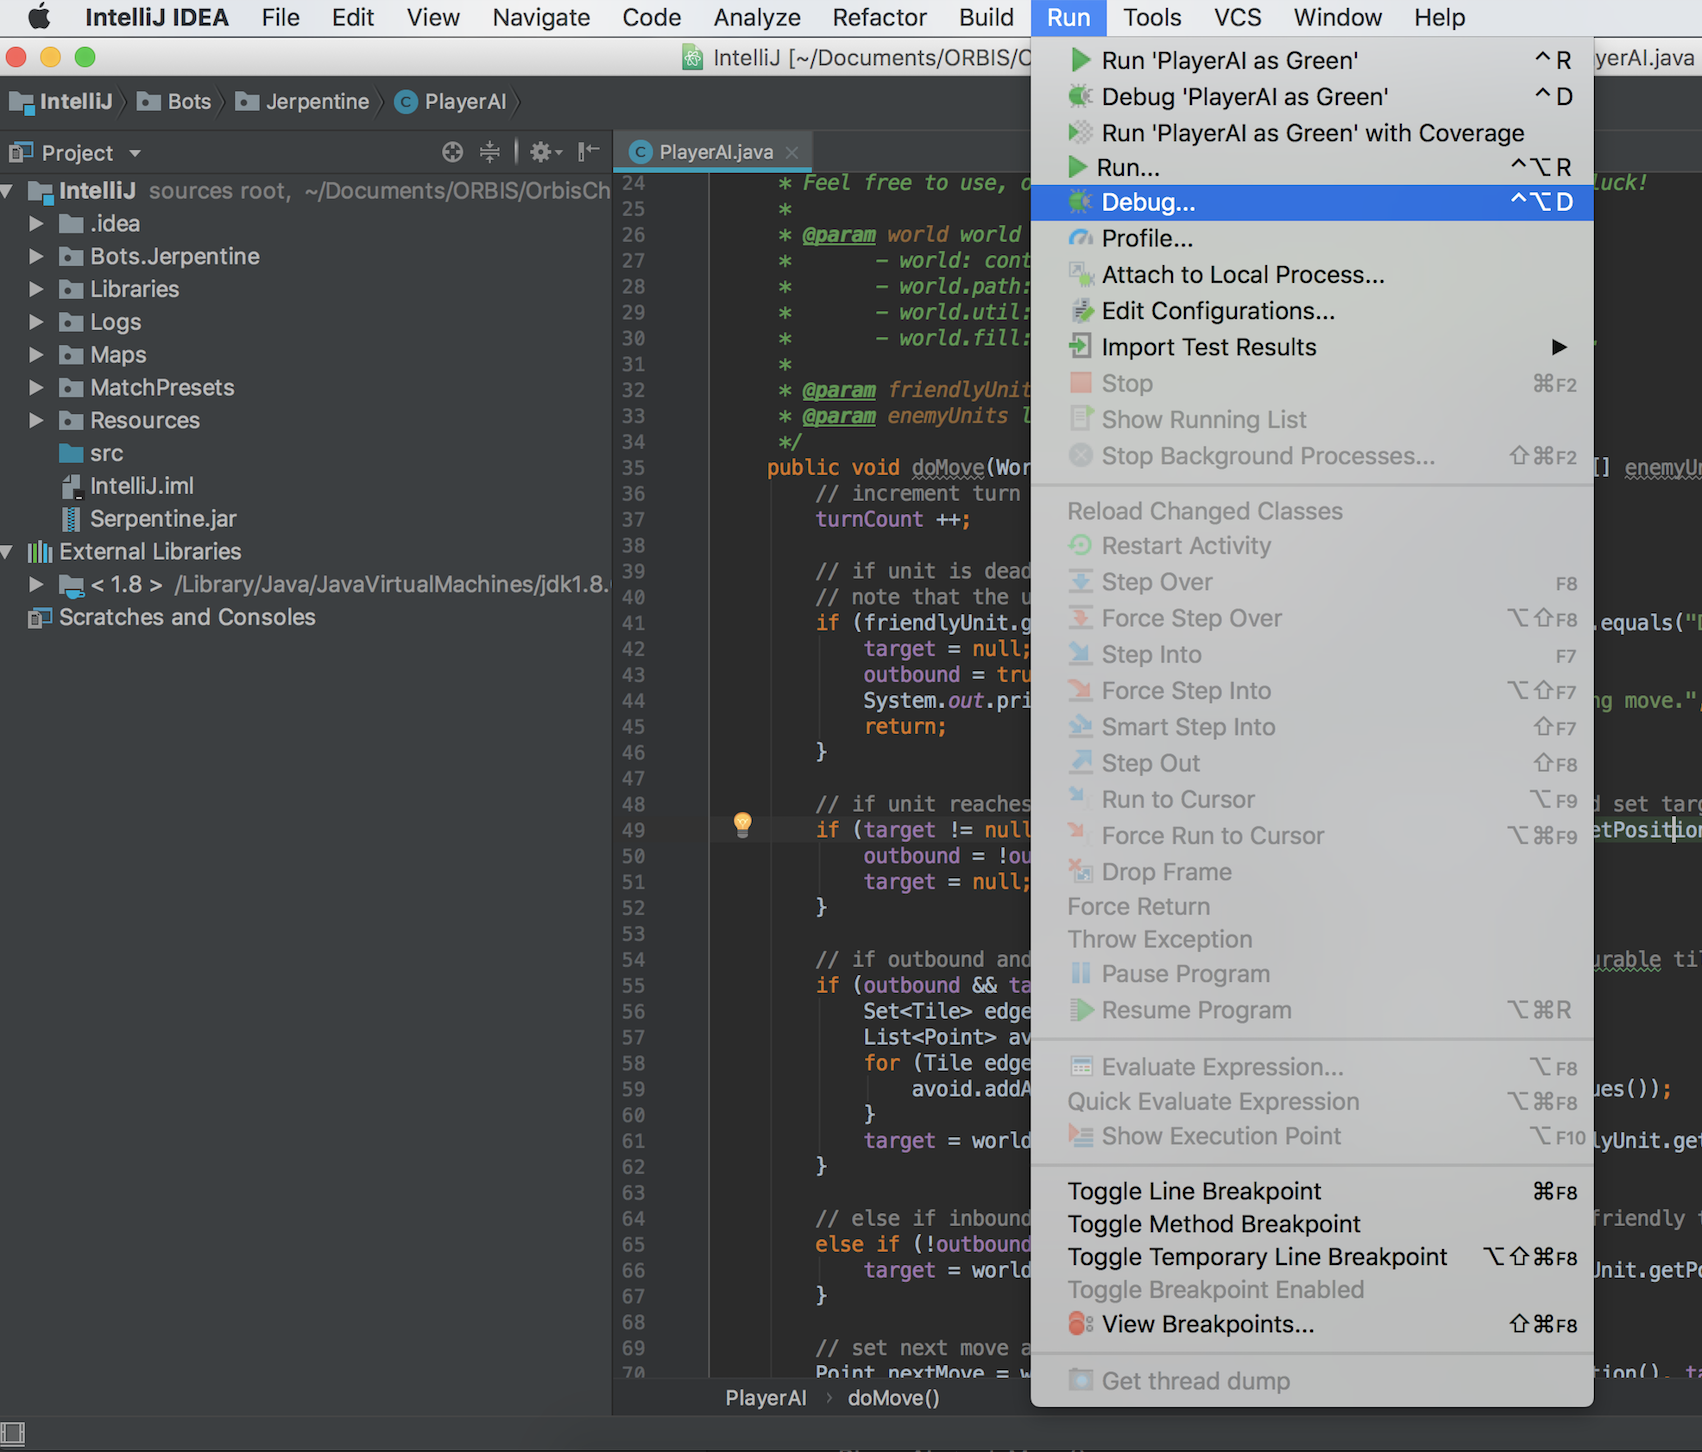 IntelliJ IDEA File Edit View Navigate Code Analyze Refactor Build Run Tools VCS Window Help
IntelliJ [~/Documents/ORBIS/O
yerAI.java
IntelliJ Bots Jerpentine PlayerAI
Project
PlayerAI.java
IntelliJ sources root, ~/Documents/ORBIS/OrbisCh
.idea
Bots.Jerpentine
Libraries
Logs
Maps
MatchPresets
Resources
src
IntelliJ.iml
Serpentine.jar
External Libraries
< 1.8 > /Library/Java/JavaVirtualMachines/jdk1.8.
Scratches and Consoles
24 * Feel free to use, luck!
25 *
26 * @param world world
27 * - world: cont
28 * - world.path:
29 * - world.util:
30 * - world.fill:
31 *
32 * @param friendlyUnit
33 * @param enemyUnits
34 */
35 public void doMove(Wor [] enemyUn
36 // increment turn
37 turnCount ++;
38
39 // if unit is dead
40 // note that the u
41 if (friendlyUnit.g .equals("D
42 target = null;
43 outbound = tru
44 System.out.pri ng move."
45 return;
46 }
47
48 // if unit reaches d set targ
49 if (target != null etPosition
50 outbound = !ou
51 target = null;
52 }
53
54 // if outbound and urable til
55 if (outbound && ta
56 Set<Tile> edge
57 List<Point> av
58 for (Tile edge
59 avoid.addA ues());
60 }
61 target = world lyUnit.get
62 }
63
64 // else if inbound friendly t
65 else if (!outbound
66 target = world Unit.getPo
67 }
68
69 // set next move a
70 Point nextMove = w tion(), ta
PlayerAI doMove()
Run 'PlayerAI as Green' ^ R
Debug 'PlayerAI as Green' ^ D
Run 'PlayerAI as Green' with Coverage
Run... ^⌥R
Debug... ^⌥D
Profile...
Attach to Local Process...
Edit Configurations...
Import Test Results
Stop ⌘F2
Show Running List
Stop Background Processes... ⇧⌘F2
Reload Changed Classes
Restart Activity
Step Over F8
Force Step Over ⌥⇧F8
Step Into F7
Force Step Into ⌥⇧F7
Smart Step Into ⇧F7
Step Out ⇧F8
Run to Cursor ⌥F9
Force Run to Cursor ⌥⌘F9
Drop Frame
Force Return
Throw Exception
Pause Program
Resume Program ⌥⌘R
Evaluate Expression... ⌥F8
Quick Evaluate Expression ⌥⌘F8
Show Execution Point ⌥F10
Toggle Line Breakpoint ⌘F8
Toggle Method Breakpoint
Toggle Temporary Line Breakpoint ⌥⇧⌘F8
Toggle Breakpoint Enabled
View Breakpoints... ⇧⌘F8
Get thread dump